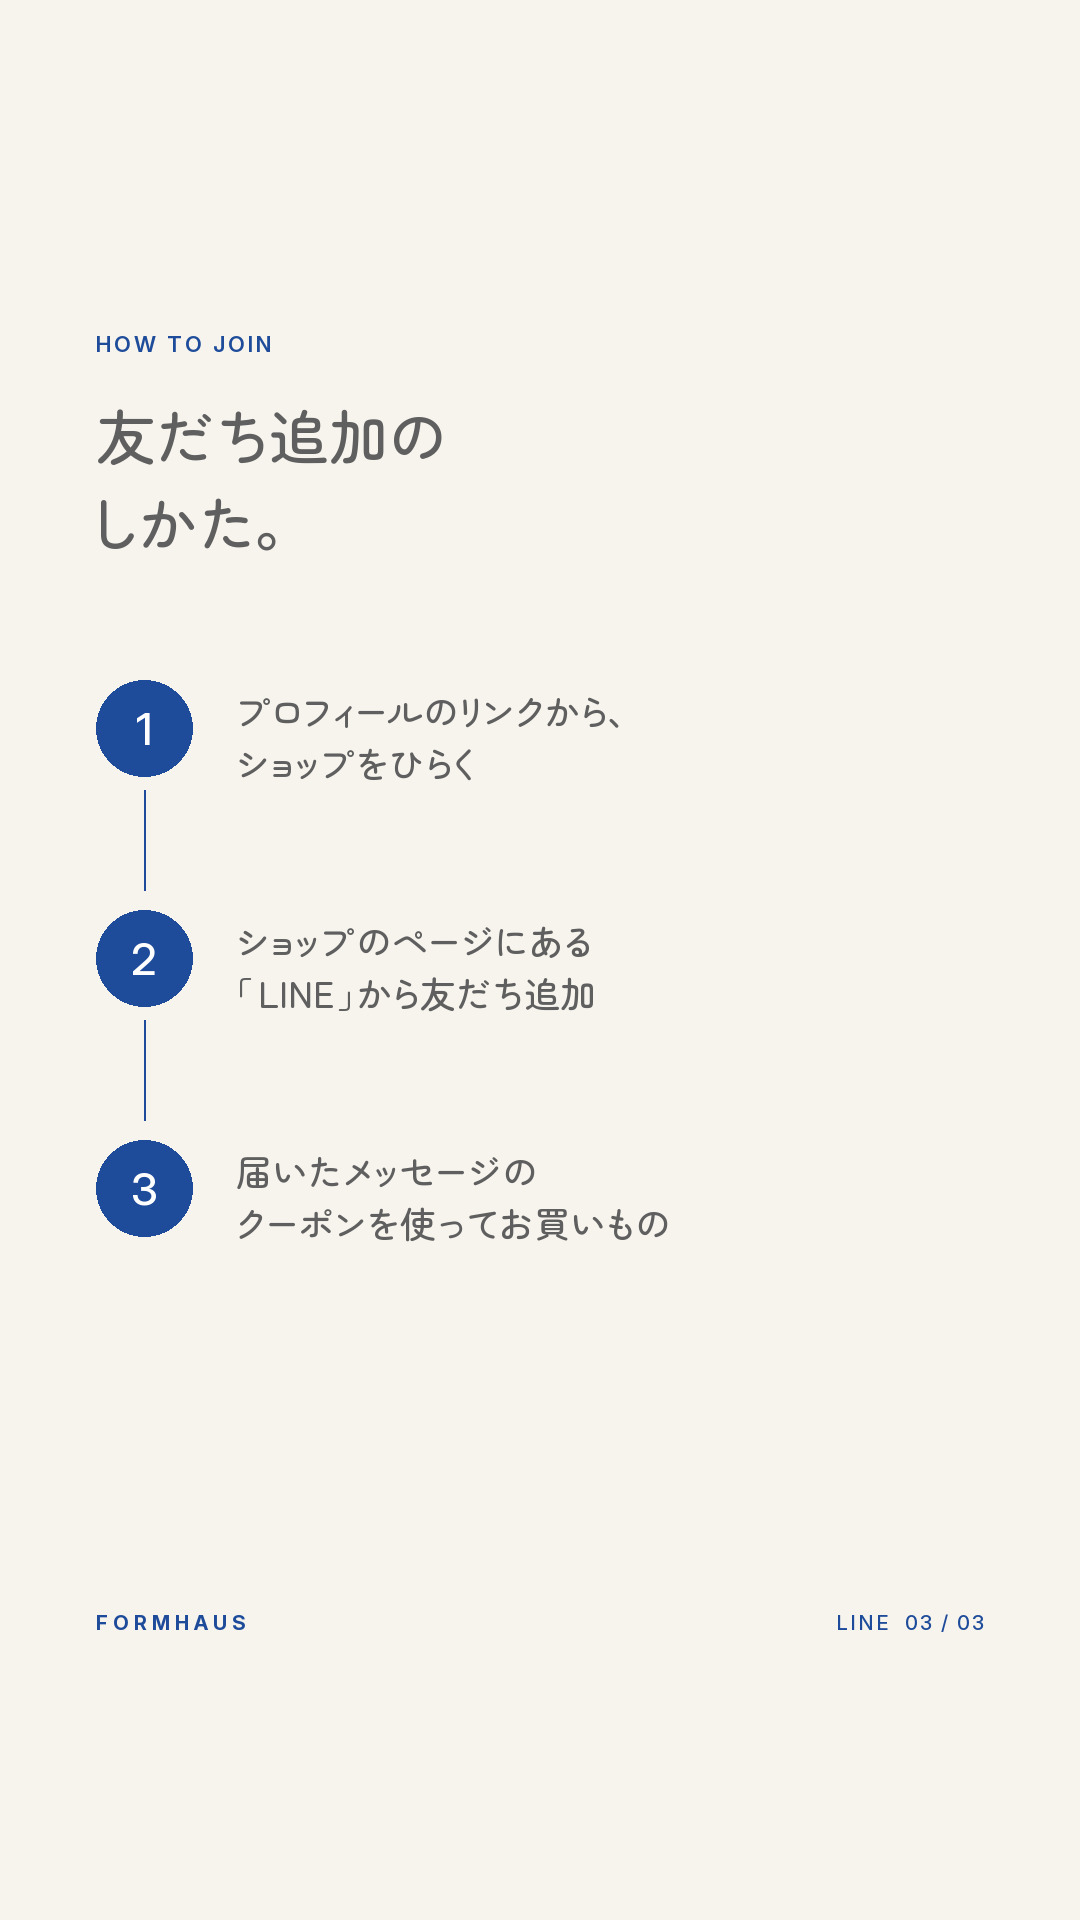 HOW TO JOIN
友だち追加の
しかた。
1
プロフィールのリンクから、
ショップをひらく
2
ショップのページにある
「LINE」から友だち追加
3
届いたメッセージの
クーポンを使ってお買いもの
FORMHAUS
LINE 03 / 03